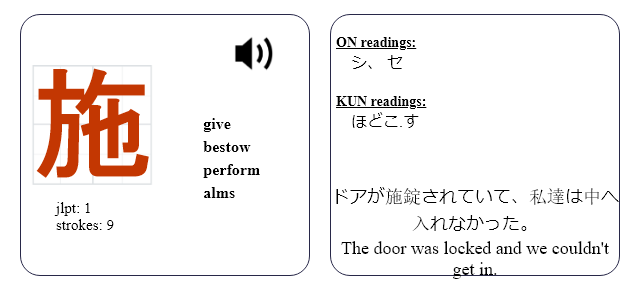 施
give
bestow
perform
alms
jlpt: 1
strokes: 9
ON readings:
シ、 セ
KUN readings:
ほどこ.す
ドアが施錠されていて、私達は中へ
入れなかった。
The door was locked and we couldn't
get in.